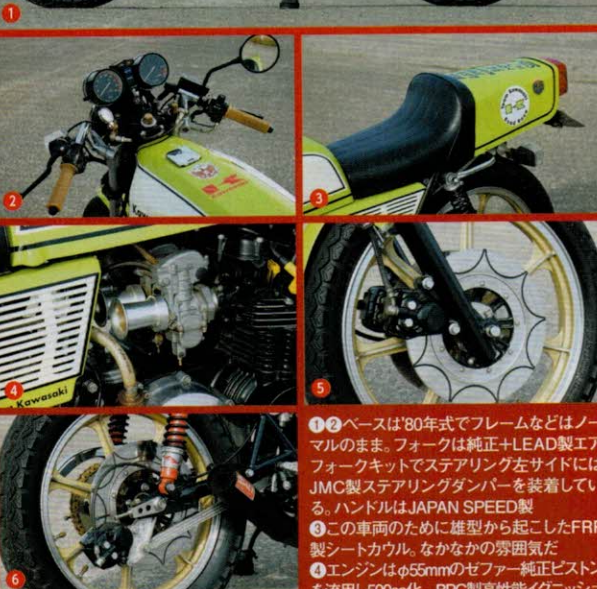 1
2
3
Kawasaki
4
5
6
❶❷ベースは'80年式でフレームなどはノー
マルのまま。フォークは純正+LEAD製エア
フォークキットでステアリング左サイドには
JMC製ステアリングダンパーを装着してい
る。ハンドルはJAPAN SPEED製
❸この車両のために雄型から起こしたFRP
製シートカウル。なかなかの雰囲気だ
❹エンジンはφ55mmのゼファー純正ピストン